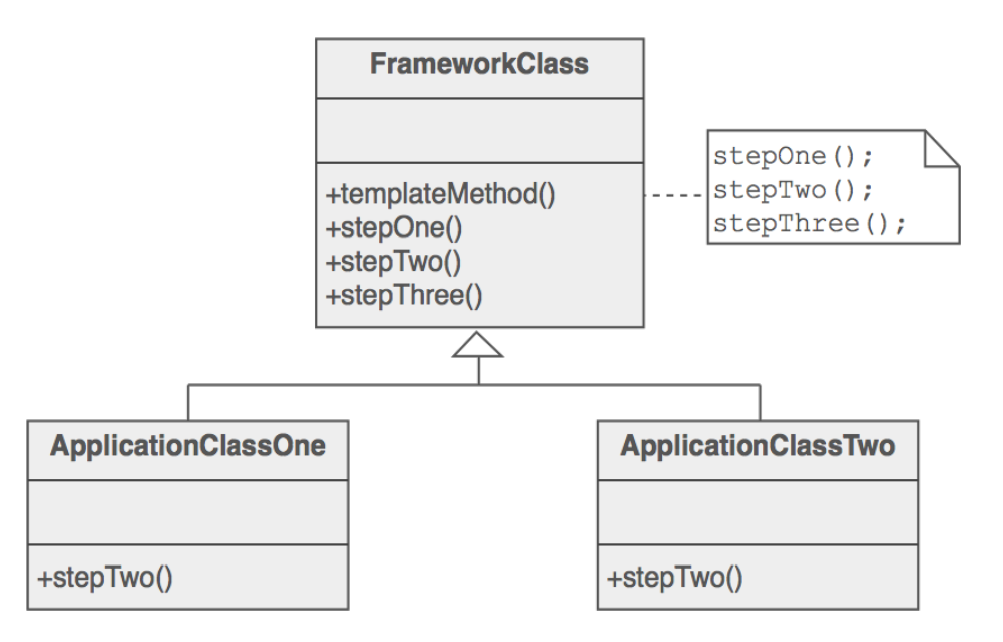 FrameworkClass
+templateMethod()
+stepOne()
+stepTwo()
+stepThree()
stepOne();
stepTwo();
stepThree();
ApplicationClassOne
+stepTwo()
ApplicationClassTwo
+stepTwo()